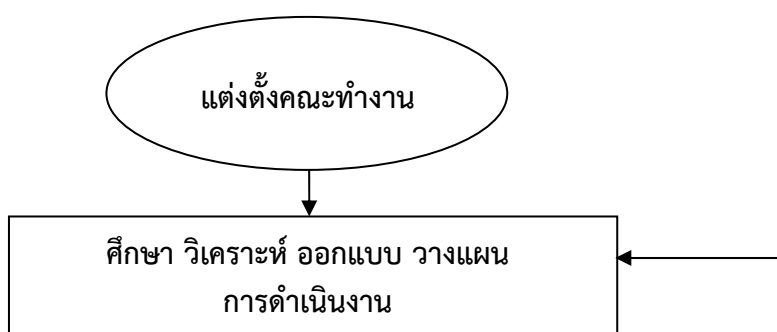 แต่งตั้งคณะทำงาน
ศึกษา วิเคราะห์ ออกแบบ วางแผน
การดำเนินงาน